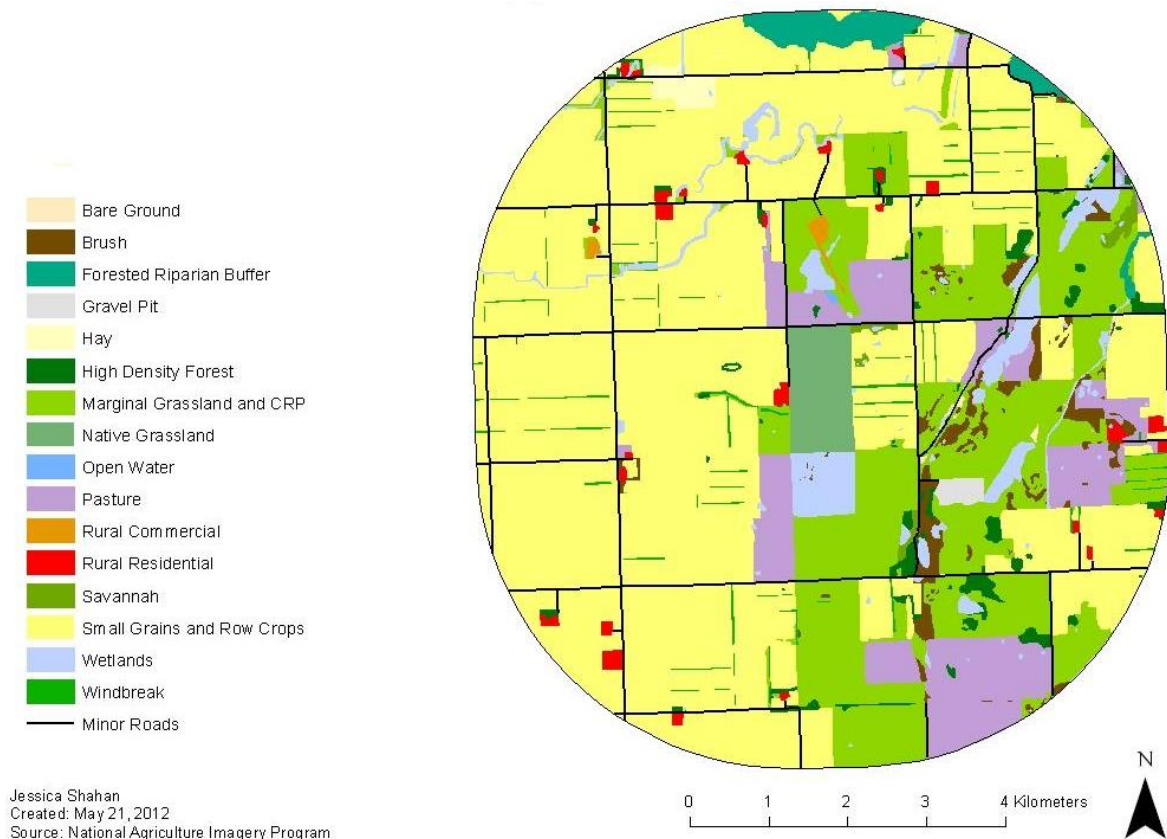 Bare Ground
Brush
Forested Riparian Buffer
Gravel Pit
Hay
High Density Forest
Marginal Grassland and CRP
Native Grassland
Open Water
Pasture
Rural Commercial
Rural Residential
Savannah
Small Grains and Row Crops
Wetlands
Windbreak
Minor Roads
Jessica Shahan
Created: May 21, 2012
Source: National Agriculture Imagery Program
0 1 2 3 4 Kilometers
N